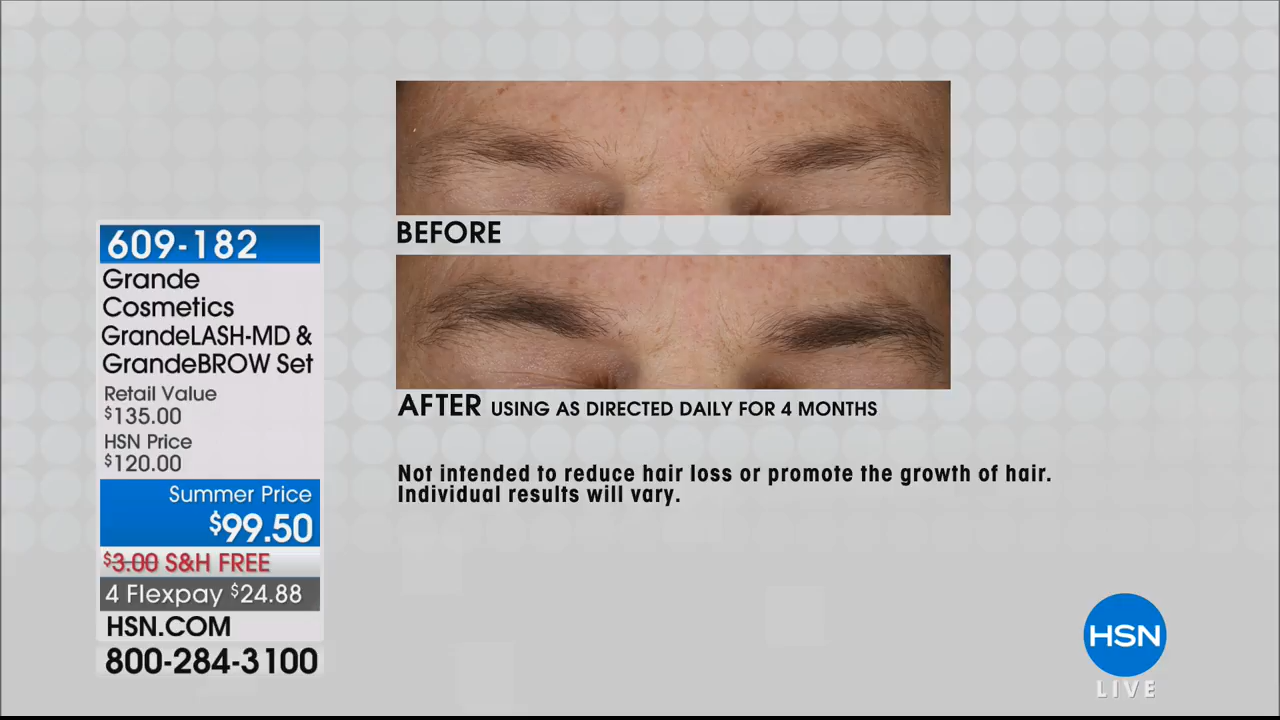 609-182
Grande
Cosmetics
GrandeLASH-MD &
GrandeBROW Set
Retail Value
$135.00
HSN Price
$120.00
Summer Price
$99.50
$3.00 S&H FREE
4 Flexpay $24.88
HSN.COM
800-284-3100
BEFORE
AFTER USING AS DIRECTED DAILY FOR 4 MONTHS
Not intended to reduce hair loss or promote the growth of hair.
Individual results will vary.
HSN
LIVE